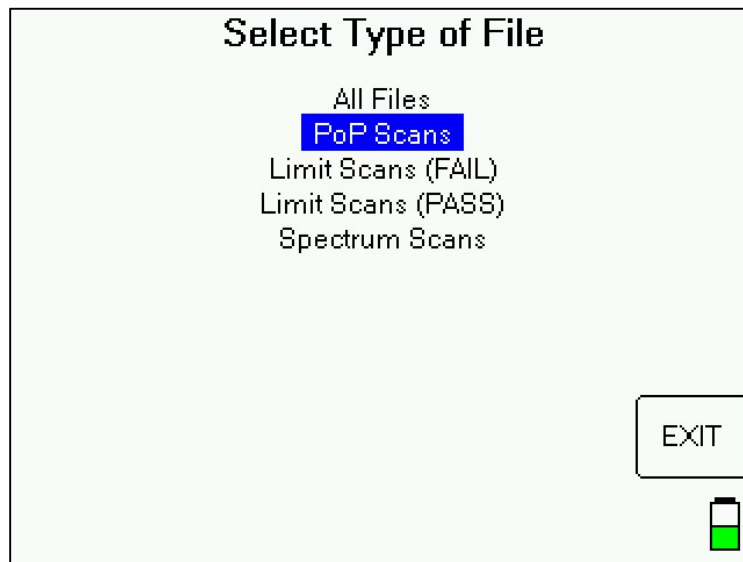 Select Type of File
All Files
PoP Scans
Limit Scans (FAIL)
Limit Scans (PASS)
Spectrum Scans
EXIT